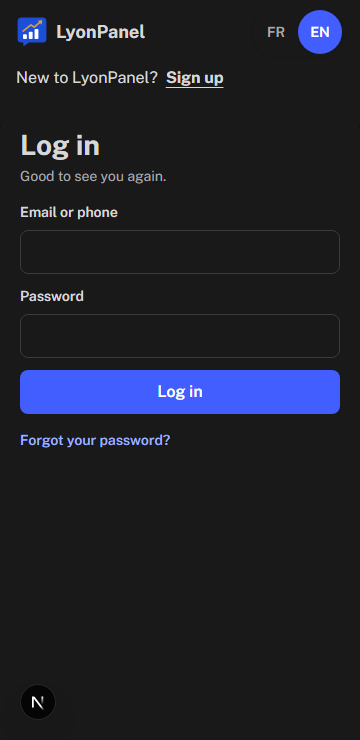 LyonPanel
FR
EN
New to LyonPanel? Sign up
Log in
Good to see you again.
Email or phone
Password
Log in
Forgot your password?
N